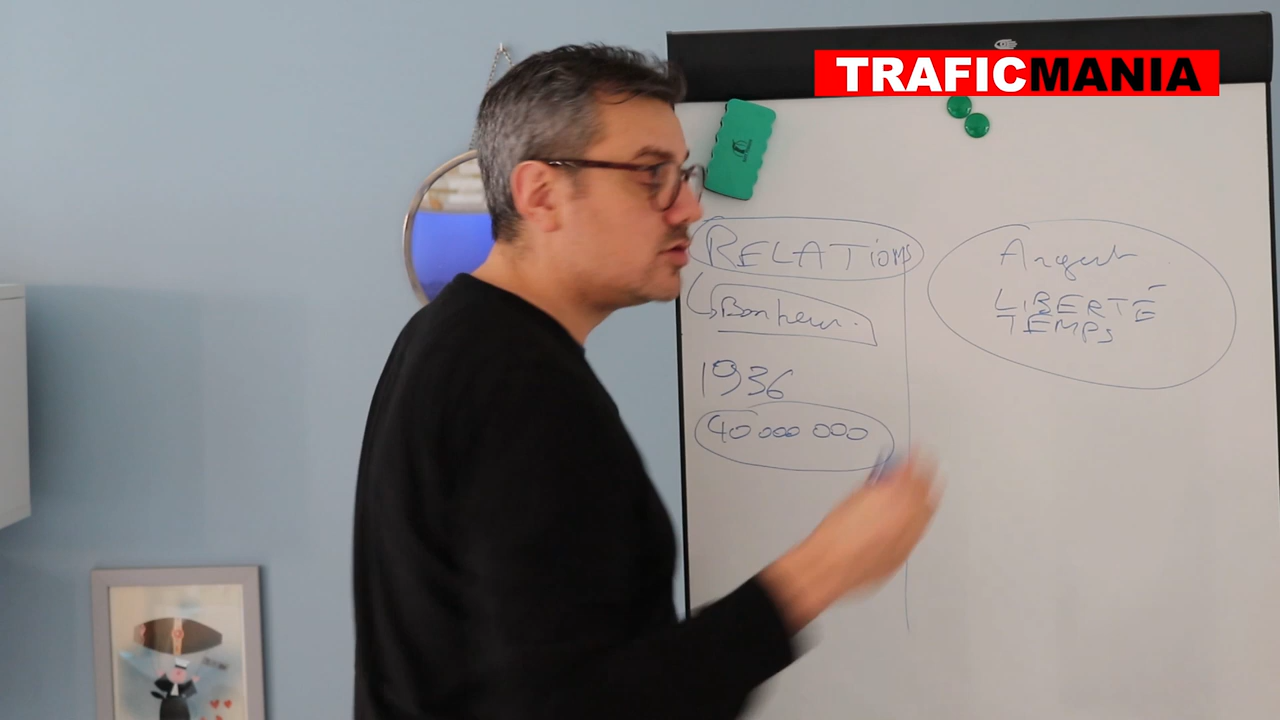 TRAFICMANIA
RELATIONS
Bonheur.
1936
40 000 000
Argent
LIBERTÉ
TEMPS